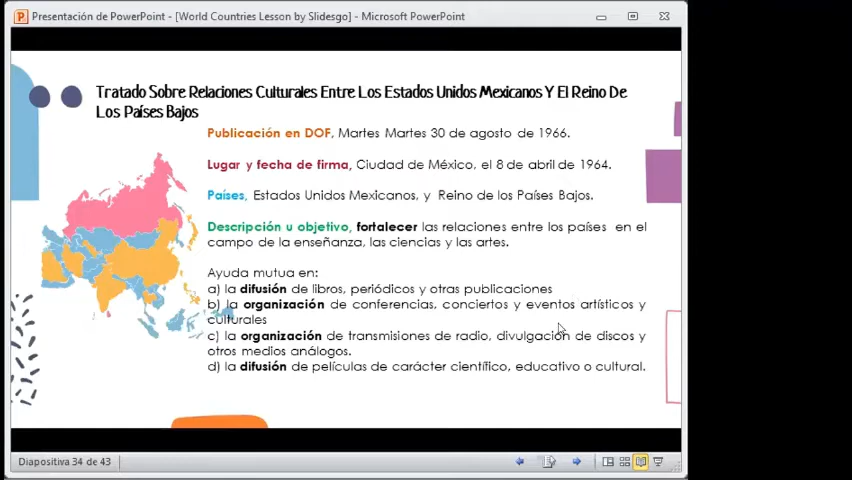 Presentación de PowerPoint - [World Countries Lesson by Slidesgo] - Microsoft PowerPoint
Tratado Sobre Relaciones Culturales Entre Los Estados Unidos Mexicanos Y El Reino De
Los Países Bajos
Publicación en DOF, Martes Martes 30 de agosto de 1966.
Lugar y fecha de firma, Ciudad de México, el 8 de abril de 1964.
Países, Estados Unidos Mexicanos, y Reino de los Países Bajos.
Descripción u objetivo, fortalecer las relaciones entre los países en el
campo de la enseñanza, las ciencias y las artes.
Ayuda mutua en:
a) la difusión de libros, periódicos y otras publicaciones
b) la organización de conferencias, conciertos y eventos artísticos y
culturales
c) la organización de transmisiones de radio, divulgación de discos y
otros medios análogos.
d) la difusión de películas de carácter científico, educativo o cultural.
Diapositiva 34 de 43